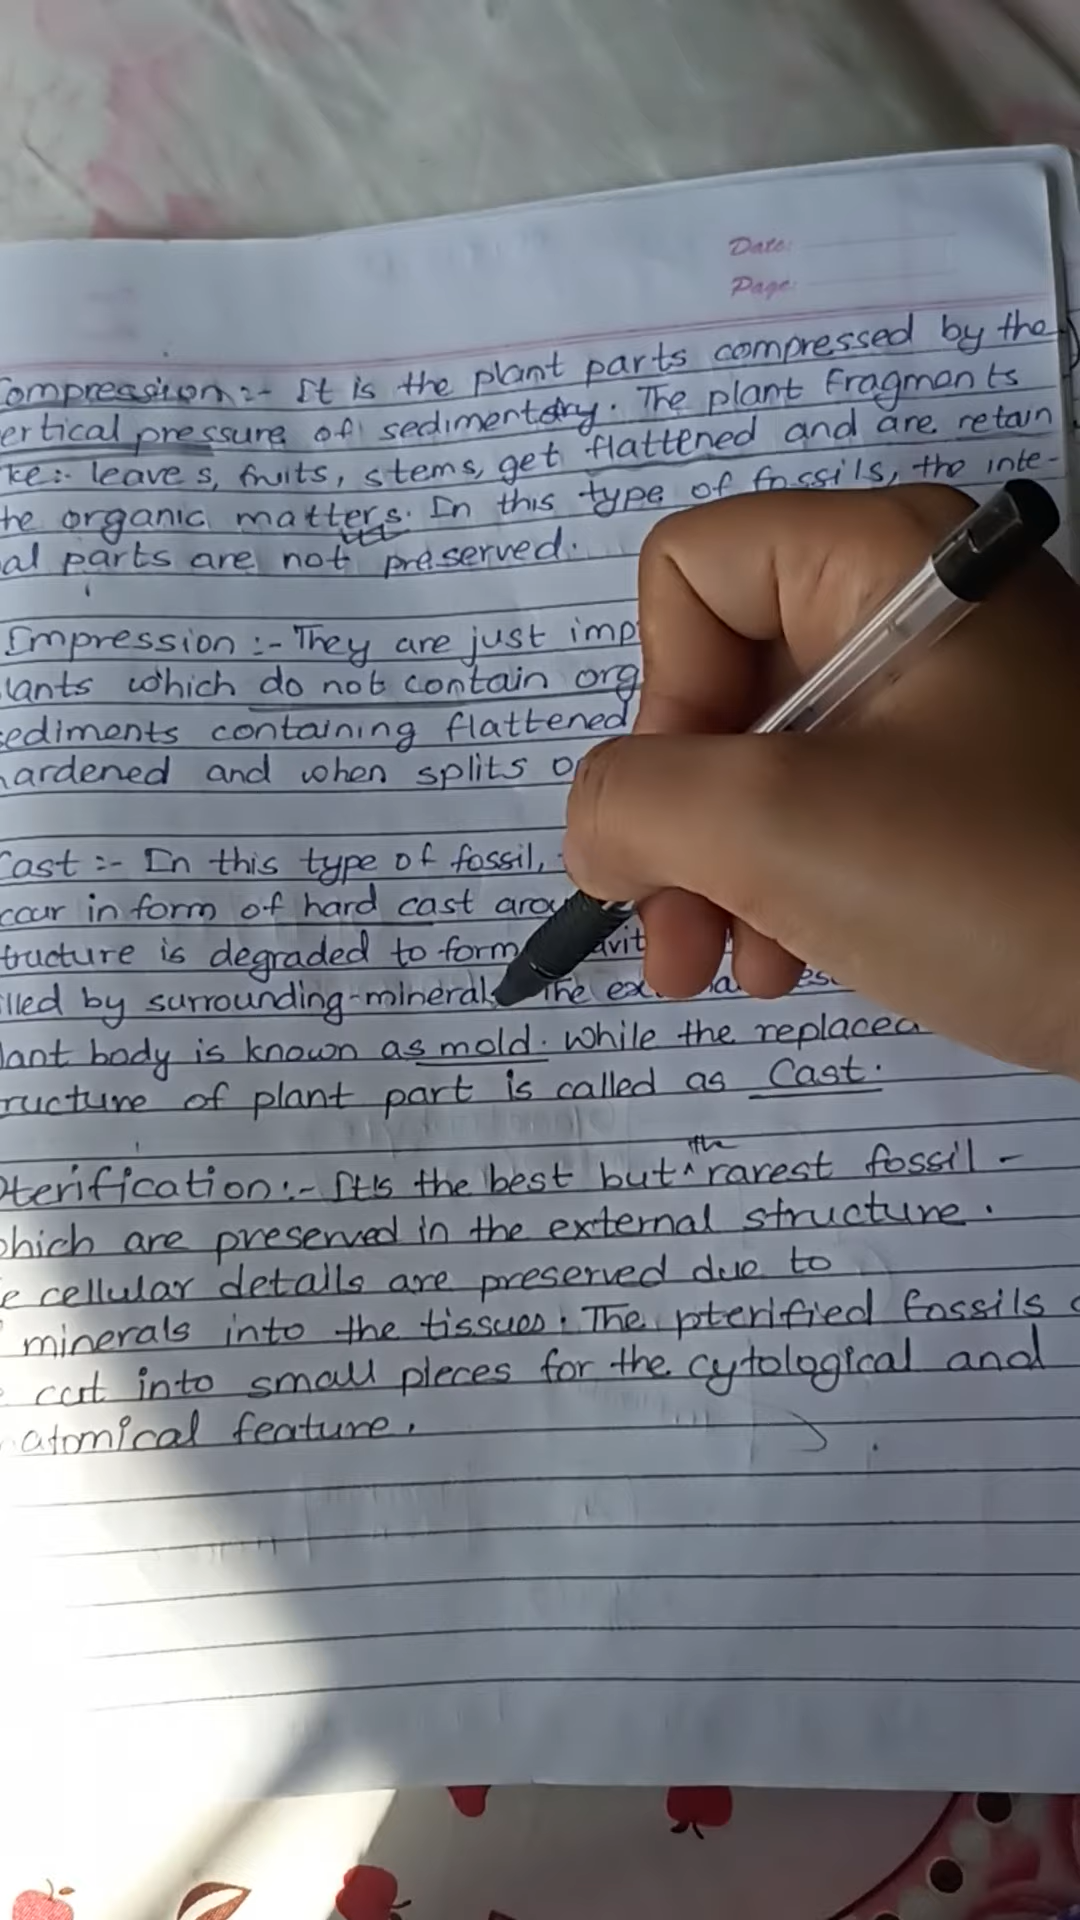 Date:
Page:
ompression:- It is the plant parts compressed by the
ertical pressure of sedimentary. The plant fragments
ke:- leaves, fruits, stems, get flattened and are retain
he organic matters. In this type of fossils, the inte-
al parts are not preserved.
Impression :- They are just imp
lants which do not contain org
ediments containing flattened
ardened and when splits o
Cast :- In this type of fossil,
ccur in form of hard cast arou
tructure is degraded to form avit
lled by surrounding-minerals The
lant body is known as mold. While the replaced
ructure of plant part is called as Cast.
terification:- It's the best but the rarest fossil -
hich are preserved in the external structure.
e cellular details are preserved due to
minerals into the tissues. The pterified fossils
cut into small pieces for the cytological and
atomical feature.